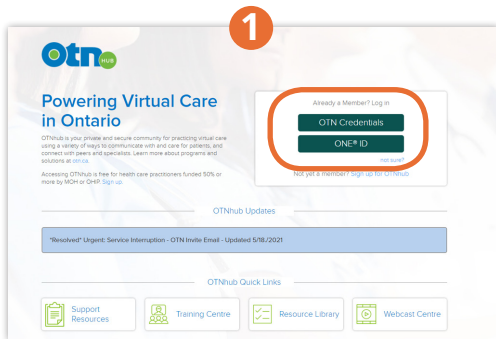 1
Otn HUB
Powering Virtual Care
in Ontario
OTNhub is your private and secure community for practicing virtual care
using a variety of ways to communicate with and care for patients, and
connect with peers and specialists. Learn more about programs and
solutions at otn.ca.
Accessing OTNhub is free for health care practitioners funded 50% or
more by MOH or OHIP. Sign up.
Already a Member? Log in
OTN Credentials
ONE® ID
not sure?
Not yet a member? Sign up for OTNhub
OTNhub Updates
*Resolved* Urgent: Service Interruption - OTN Invite Email - Updated 5/18./2021
OTNhub Quick Links
Support
Resources
Training Centre
Resource Library
Webcast Centre